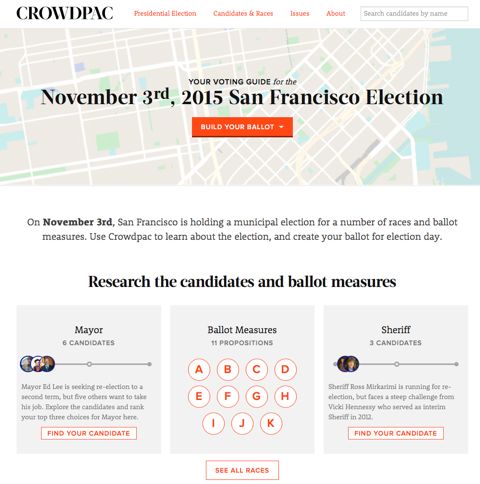 CROWDPAC
Presidential Election
Candidates & Races
Issues
About
Search candidates by name
YOUR VOTING GUIDE for the
November 3rd, 2015 San Francisco Election
BUILD YOUR BALLOT
On November 3rd, San Francisco is holding a municipal election for a number of races and ballot
measures. Use Crowdpac to learn about the election, and create your ballot for election day.
Research the candidates and ballot measures
Mayor
6 CANDIDATES
Mayor Ed Lee is seeking re-election to a
second term, but five others want to take
his job. Explore the candidates and rank
your top three choices for Mayor here.
FIND YOUR CANDIDATE
Ballot Measures
11 PROPOSITIONS
A B C D
E F G H
I J K
Sheriff
3 CANDIDATES
Sheriff Ross Mirkarimi is running for re-
election, but faces a steep challenge from
Vicki Hennessy who served as interim
Sheriff in 2012.
FIND YOUR CANDIDATE
SEE ALL RACES